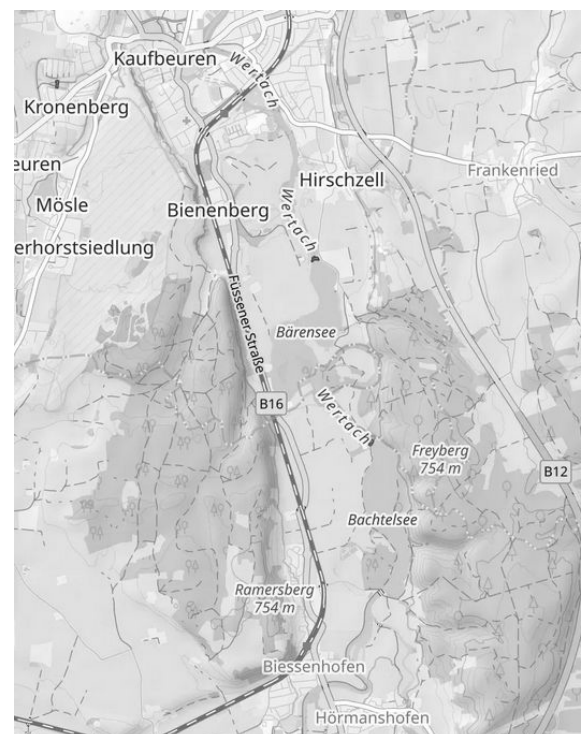 Kaufbeuren
Wertach
Kronenberg
Frankenried
euren
Hirschzell
Mösle
Bienenberg
Wertach
erhorstsiedlung
Füssener-Straße
Bärensee
B16
Wertach
Freyberg
754 m
B12
Bachtelsee
Ramersberg
754 m
Biessenhofen
Hörmanshofen